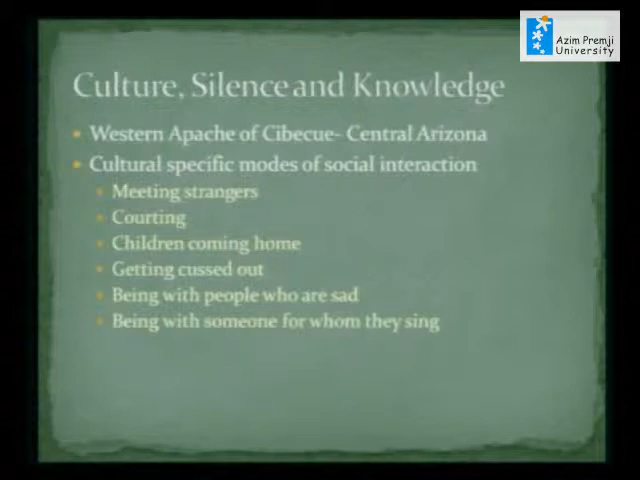 Azim Premji
University
Culture, Silence and Knowledge
Western Apache of Cibecue- Central Arizona
Cultural specific modes of social interaction
Meeting strangers
Courting
Children coming home
Getting cussed out
Being with people who are sad
Being with someone for whom they sing